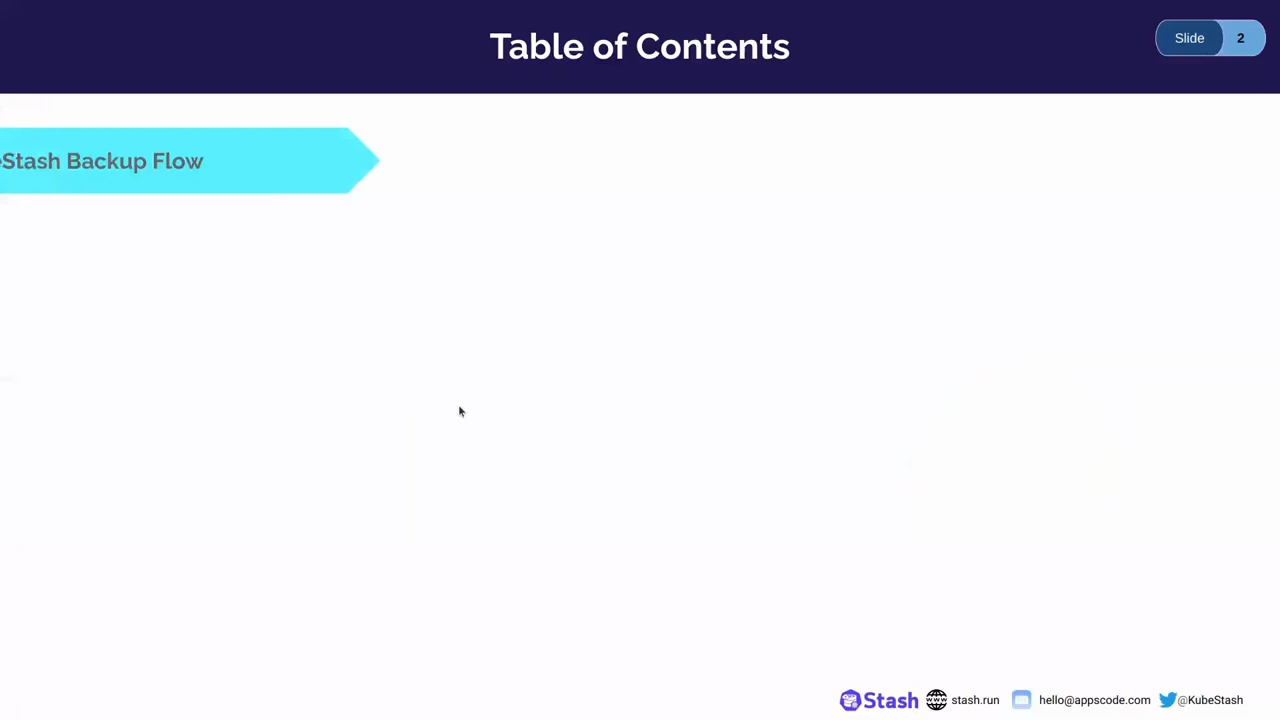 Table of Contents
Slide 2
Stash Backup Flow
Stash stash.run hello@appscode.com @KubeStash